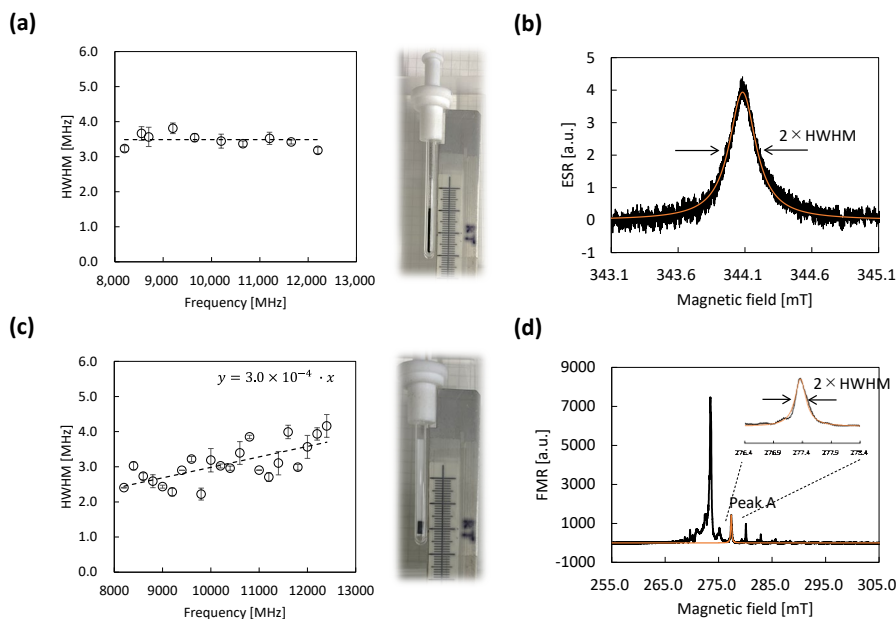 (a)
HWHM [MHz]
6.0
5.0
4.0
3.0
2.0
1.0
0.0
8,000 9,000 10,000 11,000 12,000 13,000
Frequency [MHz]
(b)
ESR [a.u.]
5
4
3
2
1
0
-1
2×HWHM
343.1 343.6 344.1 344.6 345.1
Magnetic field [mT]
(c)
HWHM [MHz]
6.0
5.0
4.0
3.0
2.0
1.0
0.0
y = 3.0 × 10⁻⁴ · x
8000 9000 10000 11000 12000 13000
Frequency [MHz]
(d)
FMR [a.u.]
9000
7000
5000
3000
1000
-1000
2×HWHM
276.4 276.9 277.4 277.9 278.4
Peak A
255.0 265.0 275.0 285.0 295.0 305.0
Magnetic field [mT]